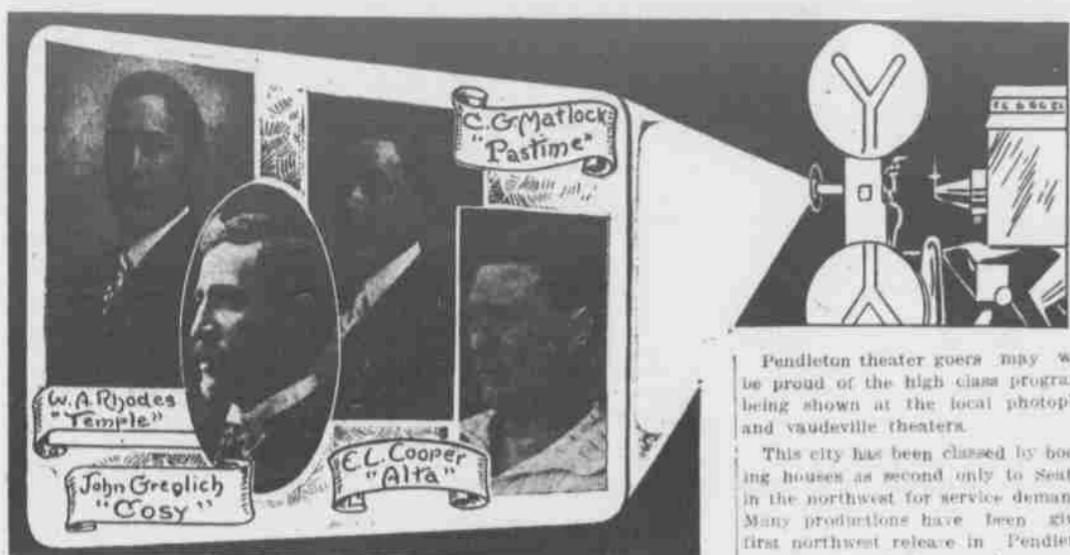 C. G. Matlock
"Pastime"
W. A. Rhodes
"Temple"
John Greplich
"Cosy"
E. L. Cooper
"Alta"
Pendleton theater goers may
be proud of the high class
being shown at the local
and vaudeville theaters.
This city has been classed by
ing houses as second only to
in the northwest for service
Many productions have been
first northwest release in